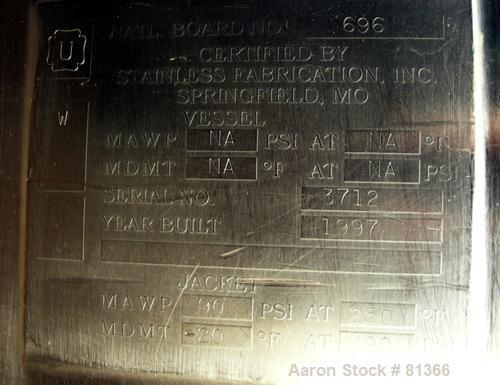 U
NATL. BOARD NO. 696
CERTIFIED BY
STAINLESS FABRICATION, INC.
SPRINGFIELD, MO
VESSEL
W
MAWP NA PSI AT NA °F
MDMT NA °F AT NA PSI
SERIAL NO. 3712
YEAR BUILT 1997
JACKET
MAWP 90 PSI AT 250 °F
MDMT -20 °F AT 90
Aaron Stock # 81366